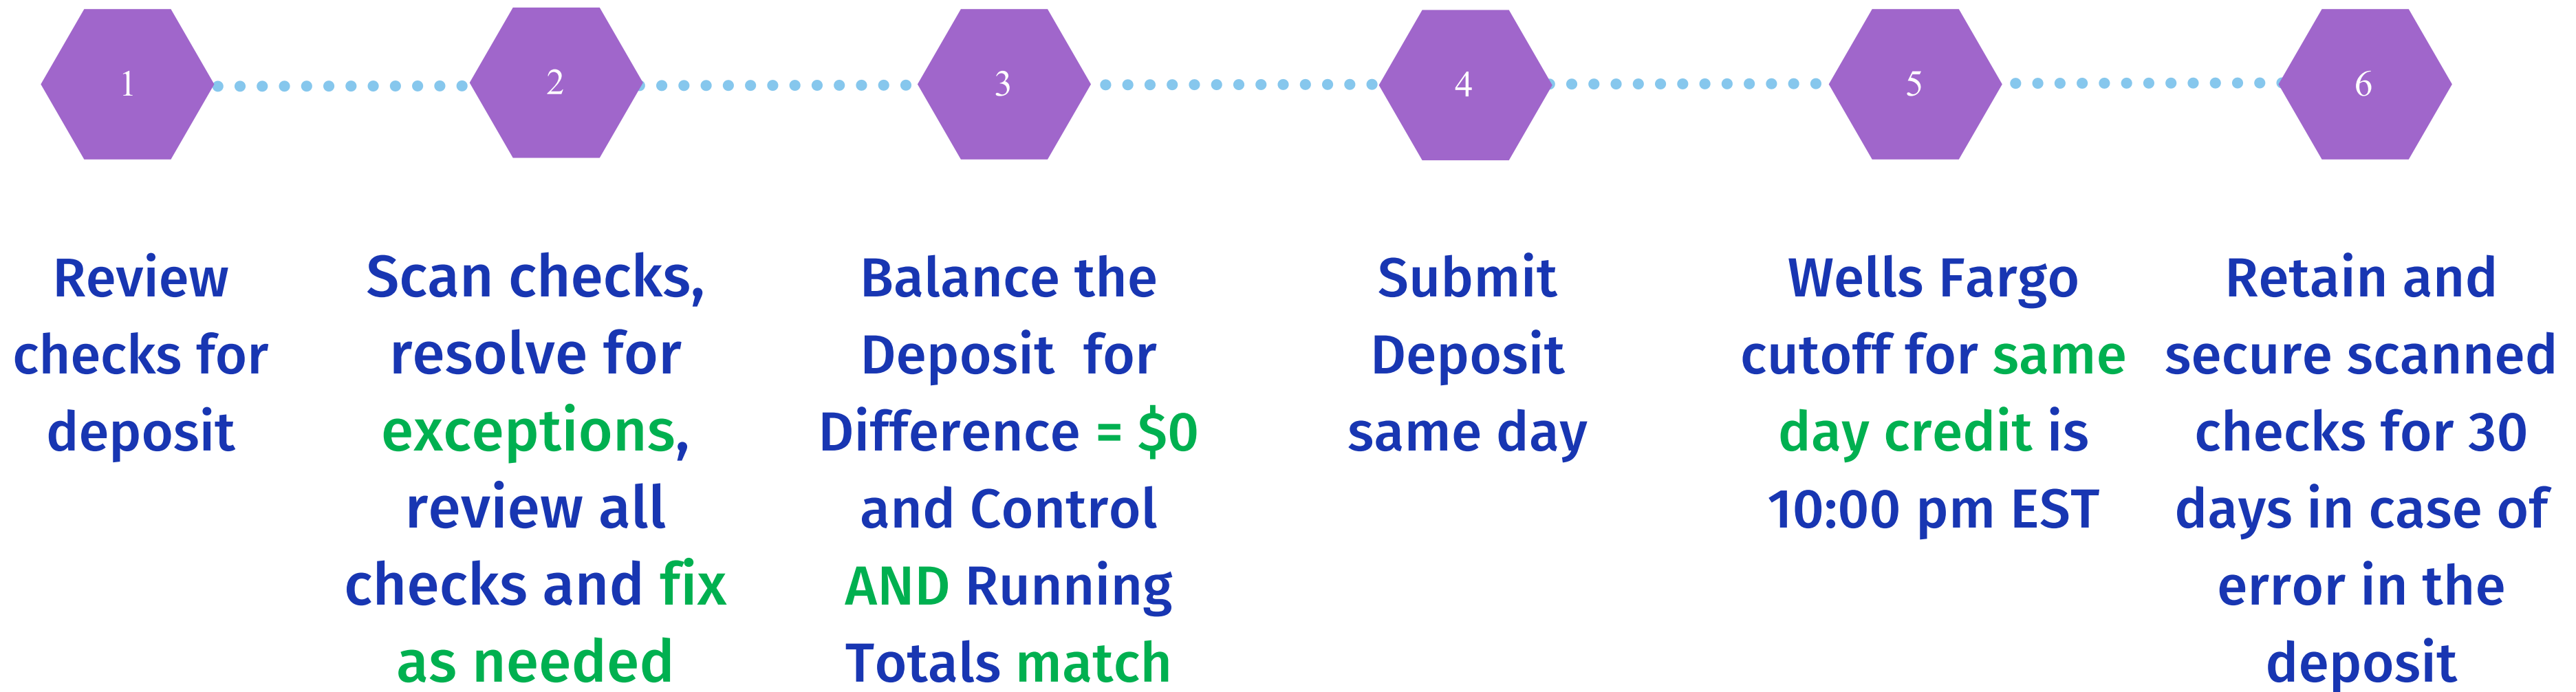 1
2
3
4
5
6
Review
checks for
deposit
Scan checks,
resolve for
exceptions,
review all
checks and fix
as needed
Balance the
Deposit for
Difference = $0
and Control
AND Running
Totals match
Submit
Deposit
same day
Wells Fargo
cutoff for same
day credit is
10:00 pm EST
Retain and
secure scanned
checks for 30
days in case of
error in the
deposit